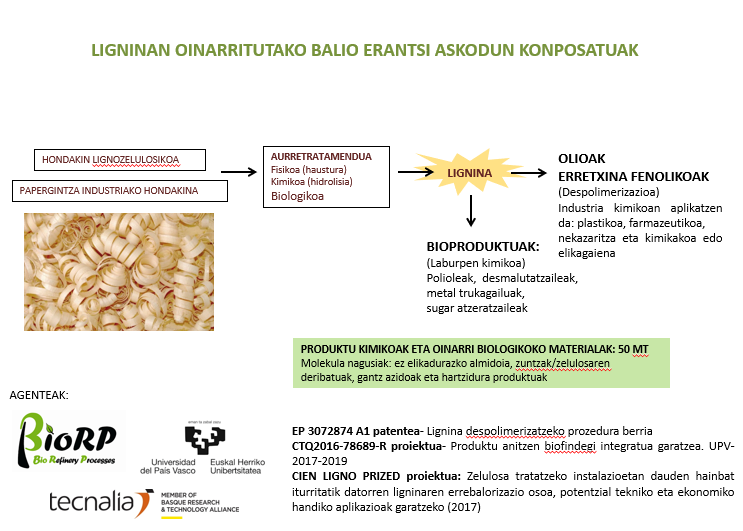 LIGNINAN OINARRITUTAKO BALIO ERANTSI ASKODUN KONPOSATUAK
HONDAKIN LIGNOZELULOSIKOA
PAPERGINTZA INDUSTRIAKO HONDAKINA
AURRETRATAMENDUA
Fisikoa (haustura)
Kimikoa (hidrolisia)
Biologikoa
LIGNINA
OLIOAK
ERRETXINA FENOLIKOAK
(Despolimerizazioa)
Industria kimikoan aplikatzen
da: plastikoa, farmazeutikoa,
nekazaritza eta kimikakoa edo
elikagaiena
BIOPRODUKTUAK:
(Laburpen kimikoa)
Polioleak, desmalutatzaileak,
metal trukagailuak,
sugar atzeratzaileak
PRODUKTU KIMIKOAK ETA OINARRI BIOLOGIKOKO MATERIALAK: 50 MT
Molekula nagusiak: ez elikadurazko almidoia, zuntzak/zelulosaren
deribatuak, gantz azidoak eta hartzidura produktuak
AGENTEAK:
BioRP
Bio Refinery Processes
eman ta zabal zazu
Universidad
del País Vasco
Euskal Herriko
Unibertsitatea
tecnalia
MEMBER OF
BASQUE RESEARCH
& TECHNOLOGY ALLIANCE
EP 3072874 A1 patentea- Lignina despolimerizatzeko prozedura berria
CTQ2016-78689-R proiektua- Produktu anitzen biofindegi integratua garatzea. UPV-
2017-2019
CIEN LIGNO PRIZED proiektua: Zelulosa tratatzeko instalazioetan dauden hainbat
iturritatik datorren ligninaren errebalorizazio osoa, potentzial tekniko eta ekonomiko
handiko aplikazioak garatzeko (2017)